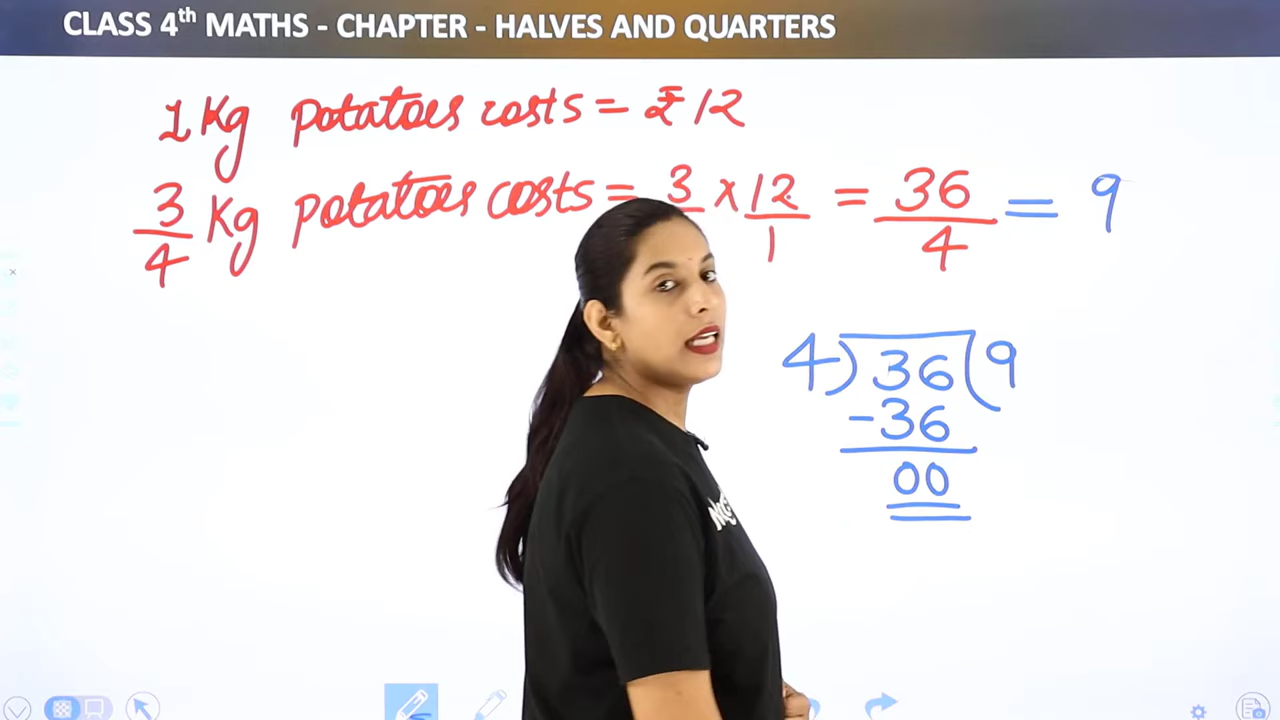 CLASS 4th MATHS - CHAPTER - HALVES AND QUARTERS
1 Kg potatoes costs = ₹12
3/4 Kg potatoes costs = 3 × 12/1 = 36/4 = 9
4) 36 (9
-36
00